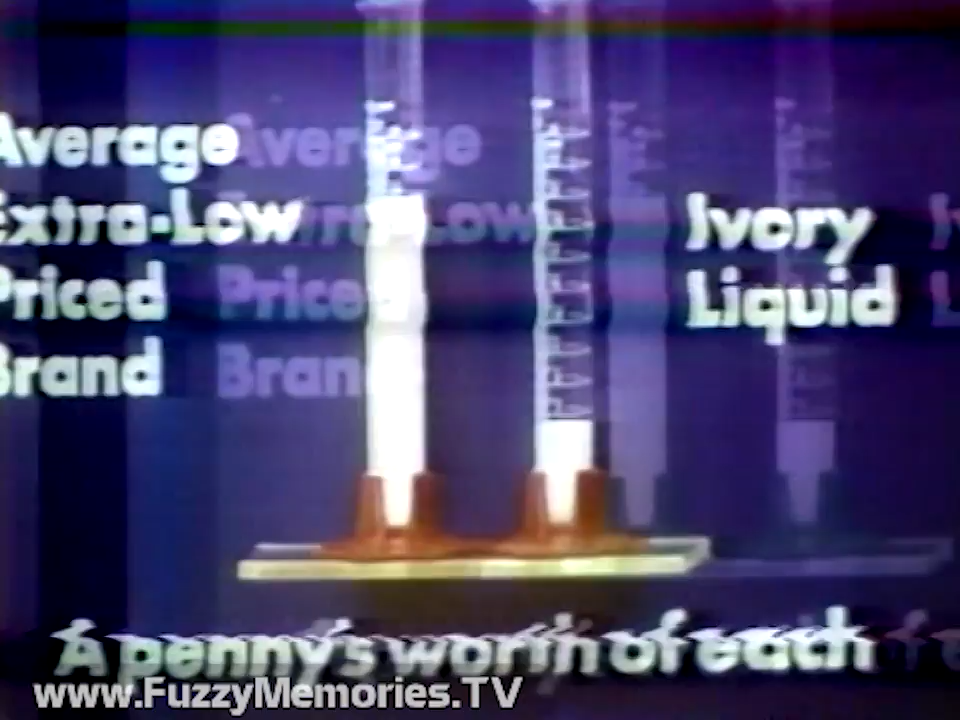 Average
Extra-Low
Priced
Brand
Ivory
Liquid
A penny's worth of each
www.FuzzyMemories.TV